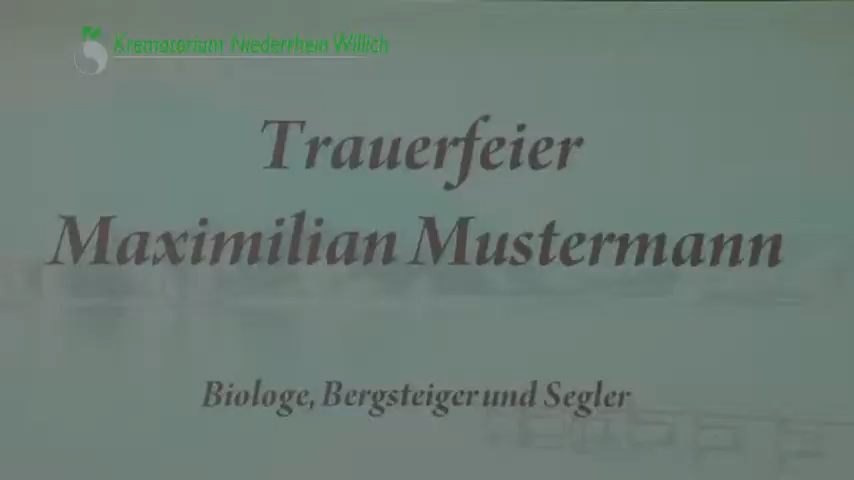 Krematorium Niederrhein Willich
Trauerfeier
Maximilian Mustermann
Biologe, Bergsteiger und Segler